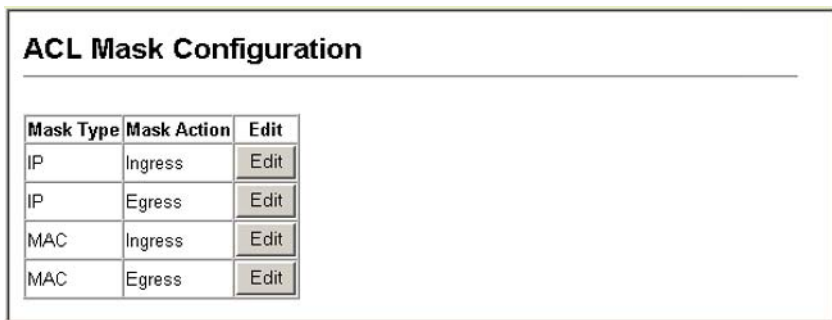 ACL Mask Configuration
Mask Type Mask Action Edit
IP Ingress Edit
IP Egress Edit
MAC Ingress Edit
MAC Egress Edit